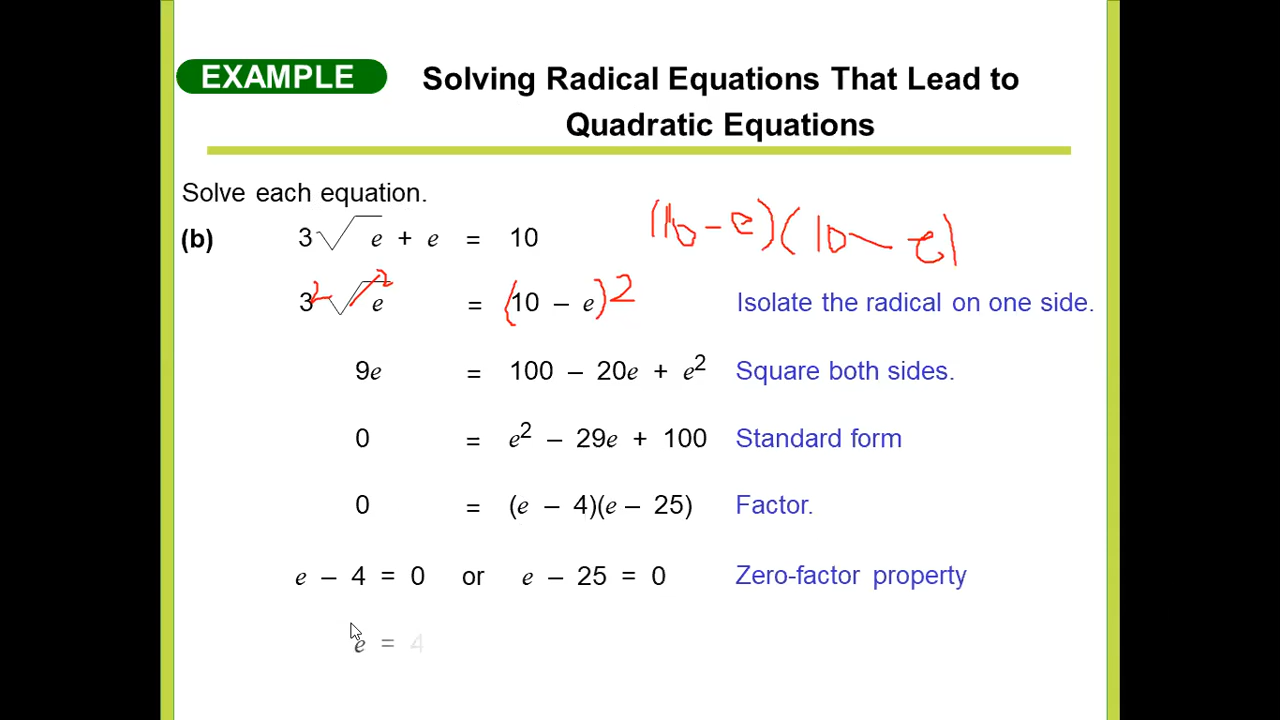 EXAMPLE
Solving Radical Equations That Lead to
Quadratic Equations
Solve each equation.
(b) 3√e + e = 10
(10 – e)(10 – e)
3²√e² = (10 – e)² Isolate the radical on one side.
9e = 100 – 20e + e² Square both sides.
0 = e² – 29e + 100 Standard form
0 = (e – 4)(e – 25) Factor.
e – 4 = 0 or e – 25 = 0 Zero-factor property
e = 4